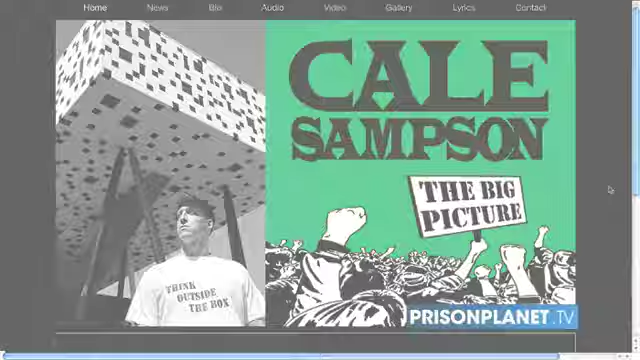 Home News Bio Audio Video Gallery Lyrics Contact
CALE
SAMPSON
THE BIG
PICTURE
THINK
OUTSIDE
THE BOX
PRISONPLANET.TV